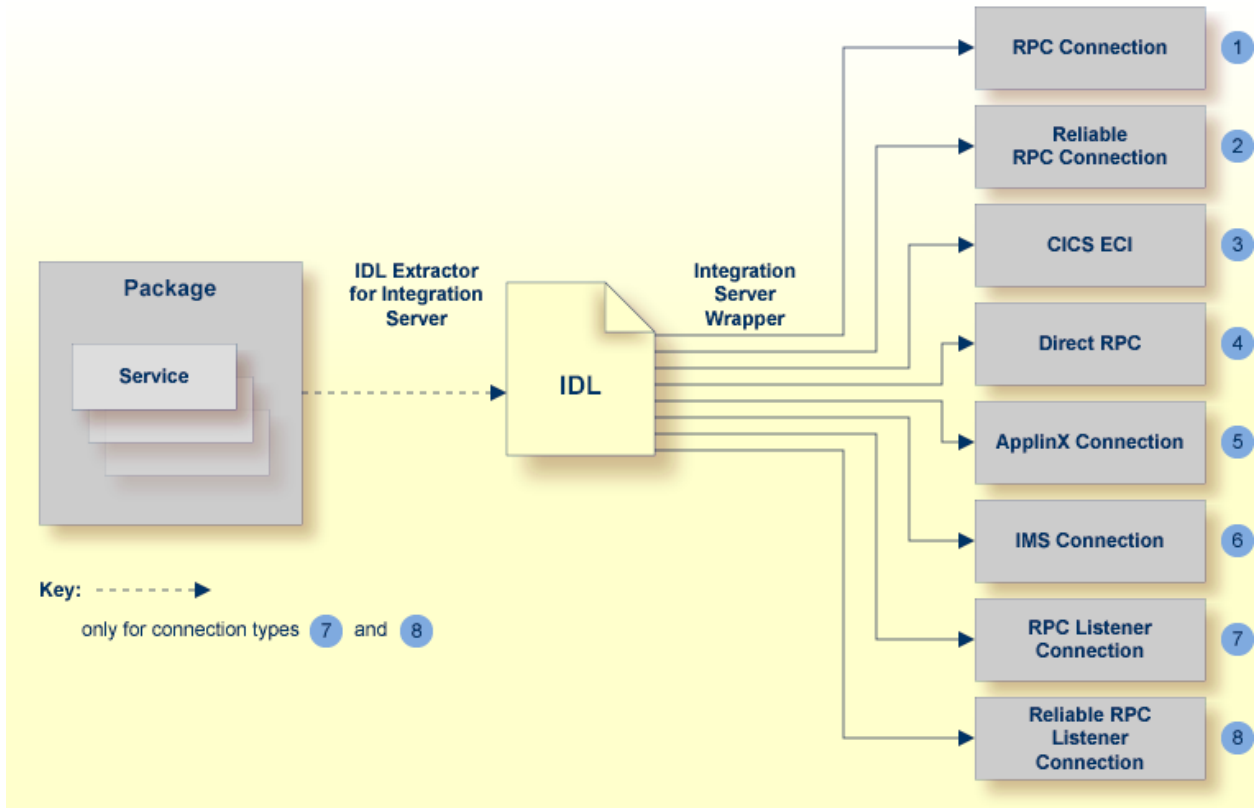 RPC Connection
1
Reliable
RPC Connection
2
CICS ECI
3
Direct RPC
4
ApplinX Connection
5
IMS Connection
6
RPC Listener
Connection
7
Reliable RPC
Listener
Connection
8
Package
Service
IDL Extractor
for Integration
Server
IDL
Integration
Server
Wrapper
Key:
only for connection types 7 and 8